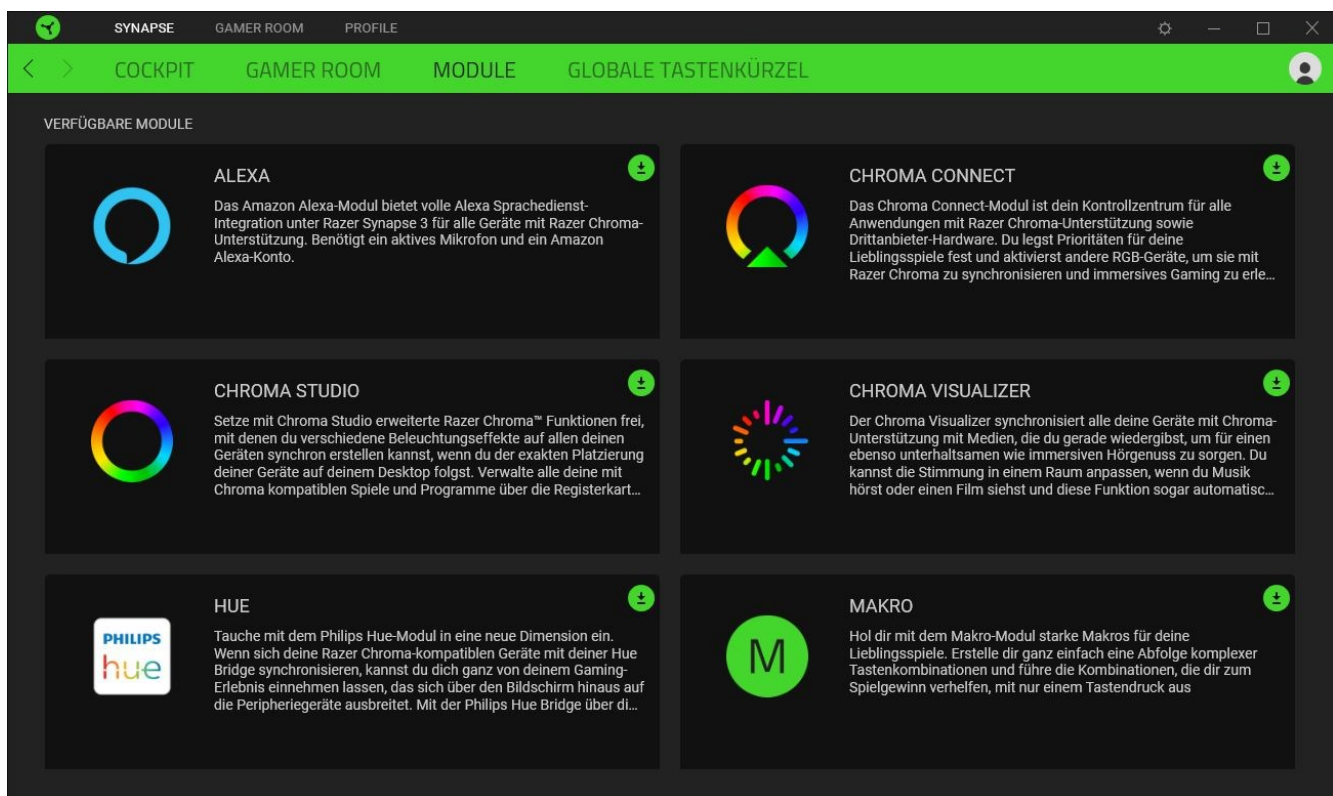 SYNAPSE GAMER ROOM PROFILE
COCKPIT GAMER ROOM MODULE GLOBALE TASTENKÜRZEL
VERFÜGBARE MODULE
ALEXA
Das Amazon Alexa-Modul bietet volle Alexa Sprachedienst-
Integration unter Razer Synapse 3 für alle Geräte mit Razer Chroma-
Unterstützung. Benötigt ein aktives Mikrofon und ein Amazon
Alexa-Konto.
CHROMA CONNECT
Das Chroma Connect-Modul ist dein Kontrollzentrum für alle
Anwendungen mit Razer Chroma-Unterstützung sowie
Drittanbieter-Hardware. Du legst Prioritäten für deine
Lieblingsspiele fest und aktivierst andere RGB-Geräte, um sie mit
Razer Chroma zu synchronisieren und immersives Gaming zu erle...
CHROMA STUDIO
Setze mit Chroma Studio erweiterte Razer Chroma™ Funktionen frei,
mit denen du verschiedene Beleuchtungseffekte auf allen deinen
Geräten synchron erstellen kannst, wenn du der exakten Platzierung
deiner Geräte auf deinem Desktop folgst. Verwalte alle deine mit
Chroma kompatiblen Spiele und Programme über die Registerkart...
CHROMA VISUALIZER
Der Chroma Visualizer synchronisiert alle deine Geräte mit Chroma-
Unterstützung mit Medien, die du gerade wiedergibst, um für einen
ebenso unterhaltsamen wie immersiven Hörgenuss zu sorgen. Du
kannst die Stimmung in einem Raum anpassen, wenn du Musik
hörst oder einen Film siehst und diese Funktion sogar automatisc...
PHILIPS
hue
HUE
Tauche mit dem Philips Hue-Modul in eine neue Dimension ein.
Wenn sich deine Razer Chroma-kompatiblen Geräte mit deiner Hue
Bridge synchronisieren, kannst du dich ganz von deinem Gaming-
Erlebnis einnehmen lassen, das sich über den Bildschirm hinaus auf
die Peripheriegeräte ausbreitet. Mit der Philips Hue Bridge über di...
M
MAKRO
Hol dir mit dem Makro-Modul starke Makros für deine
Lieblingsspiele. Erstelle dir ganz einfach eine Abfolge komplexer
Tastenkombinationen und führe die Kombinationen, die dir zum
Spielgewinn verhelfen, mit nur einem Tastendruck aus